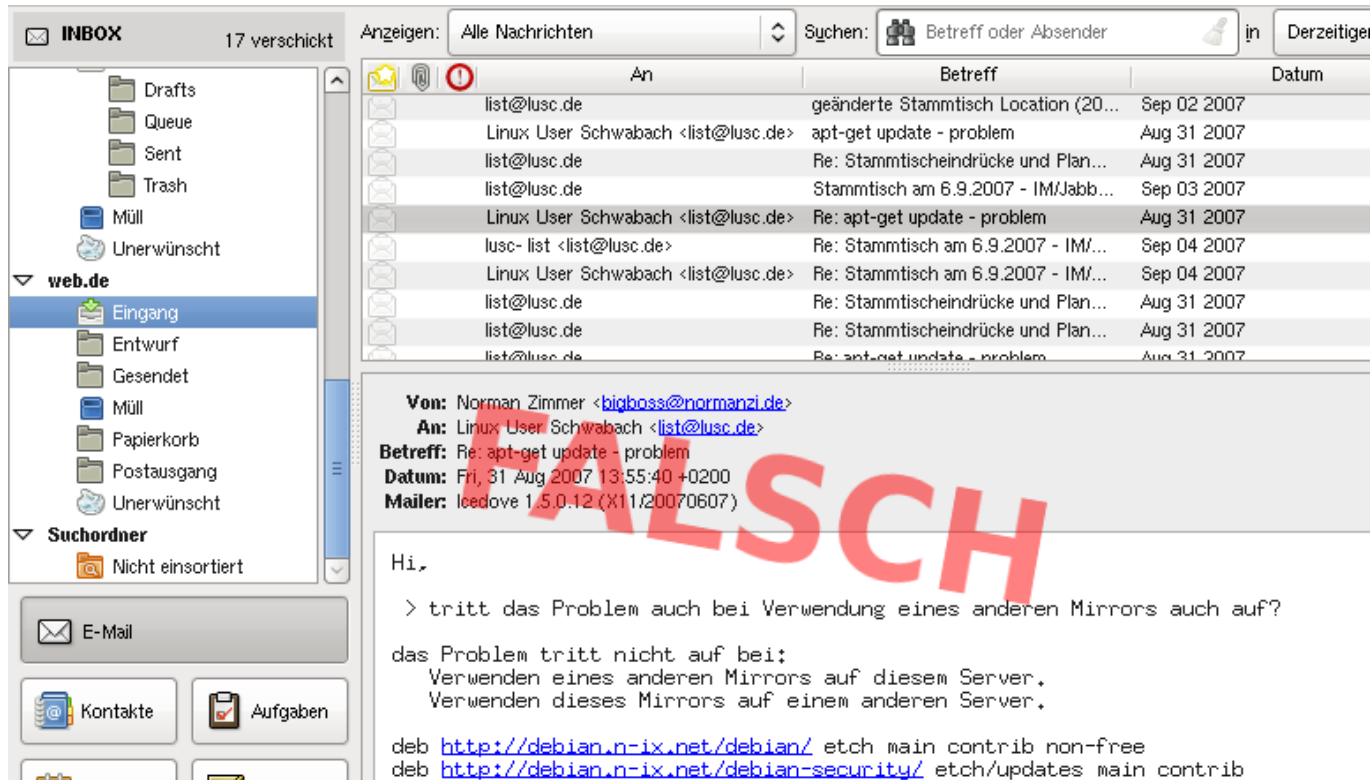 INBOX 17 verschickt
Anzeigen: Alle Nachrichten Suchen: Betreff oder Absender in
Drafts
Queue
Sent
Trash
Müll
Unerwünscht
web.de
Eingang
Entwurf
Gesendet
Müll
Papierkorb
Postausgang
Unerwünscht
Suchordner
Nicht einsortiert
E-Mail
Kontakte Aufgaben
An Betreff Datum
list@lusc.de geänderte Stammtisch Location (20... Sep 02 2007
Linux User Schwabach <list@lusc.de> apt-get update - problem Aug 31 2007
list@lusc.de Re: Stammtischeindrücke und Plan... Aug 31 2007
list@lusc.de Stammtisch am 6.9.2007 - IM/Jabb... Sep 03 2007
Linux User Schwabach <list@lusc.de> Re: apt-get update - problem Aug 31 2007
lusc- list <list@lusc.de> Re: Stammtisch am 6.9.2007 - IM/... Sep 04 2007
Linux User Schwabach <list@lusc.de> Re: Stammtisch am 6.9.2007 - IM/... Sep 04 2007
list@lusc.de Re: Stammtischeindrücke und Plan... Aug 31 2007
list@lusc.de Re: Stammtischeindrücke und Plan... Aug 31 2007
list@lusc.de Re: apt-get update - problem Aug 31 2007
Von: Norman Zimmer <bigboss@normanzi.de>
An: Linux User Schwabach <list@lusc.de>
Betreff: Re: apt-get update - problem
Datum: Fri, 31 Aug 2007 13:55:40 +0200
Mailer: Icedove 1.5.0.12 (X11/20070607)
FALSCH
Hi,
> tritt das Problem auch bei Verwendung eines anderen Mirrors auch auf?
das Problem tritt nicht auf bei:
Verwenden eines anderen Mirrors auf diesem Server.
Verwenden dieses Mirrors auf einem anderen Server.
deb http://debian.n-ix.net/debian/ etch main contrib non-free
deb http://debian.n-ix.net/debian-security/ etch/updates main contrib